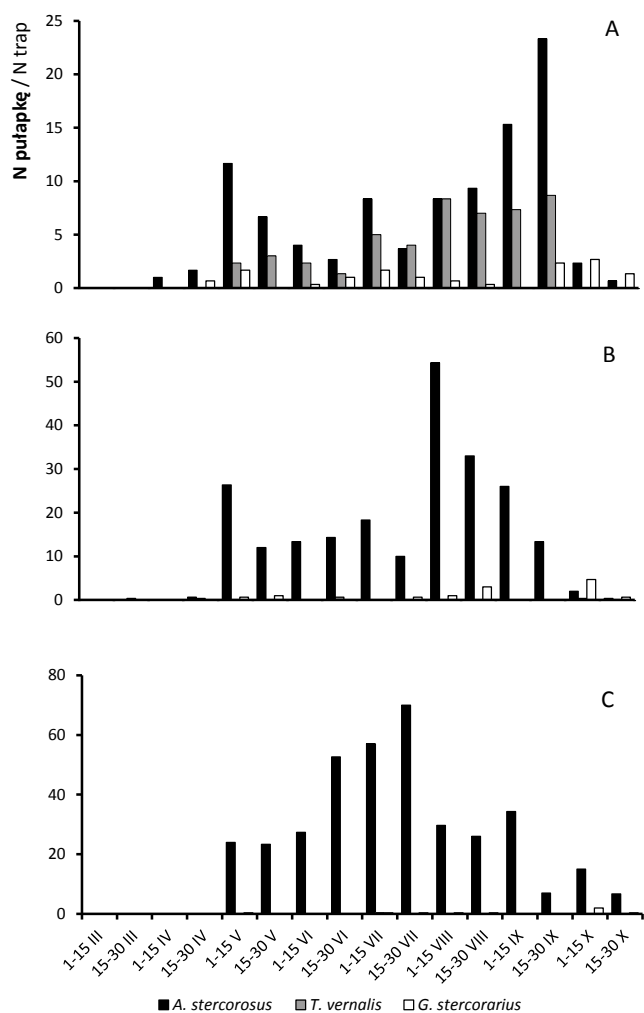 N pułapkę / N trap
A
25
20
15
10
5
0
B
60
50
40
30
20
10
0
C
80
60
40
20
0
1-15 III
15-30 III
1-15 IV
15-30 IV
1-15 V
15-30 V
1-15 VI
15-30 VI
1-15 VII
15-30 VII
1-15 VIII
15-30 VIII
1-15 IX
15-30 IX
1-15 X
15-30 X
A. stercorosus T. vernalis G. stercorarius